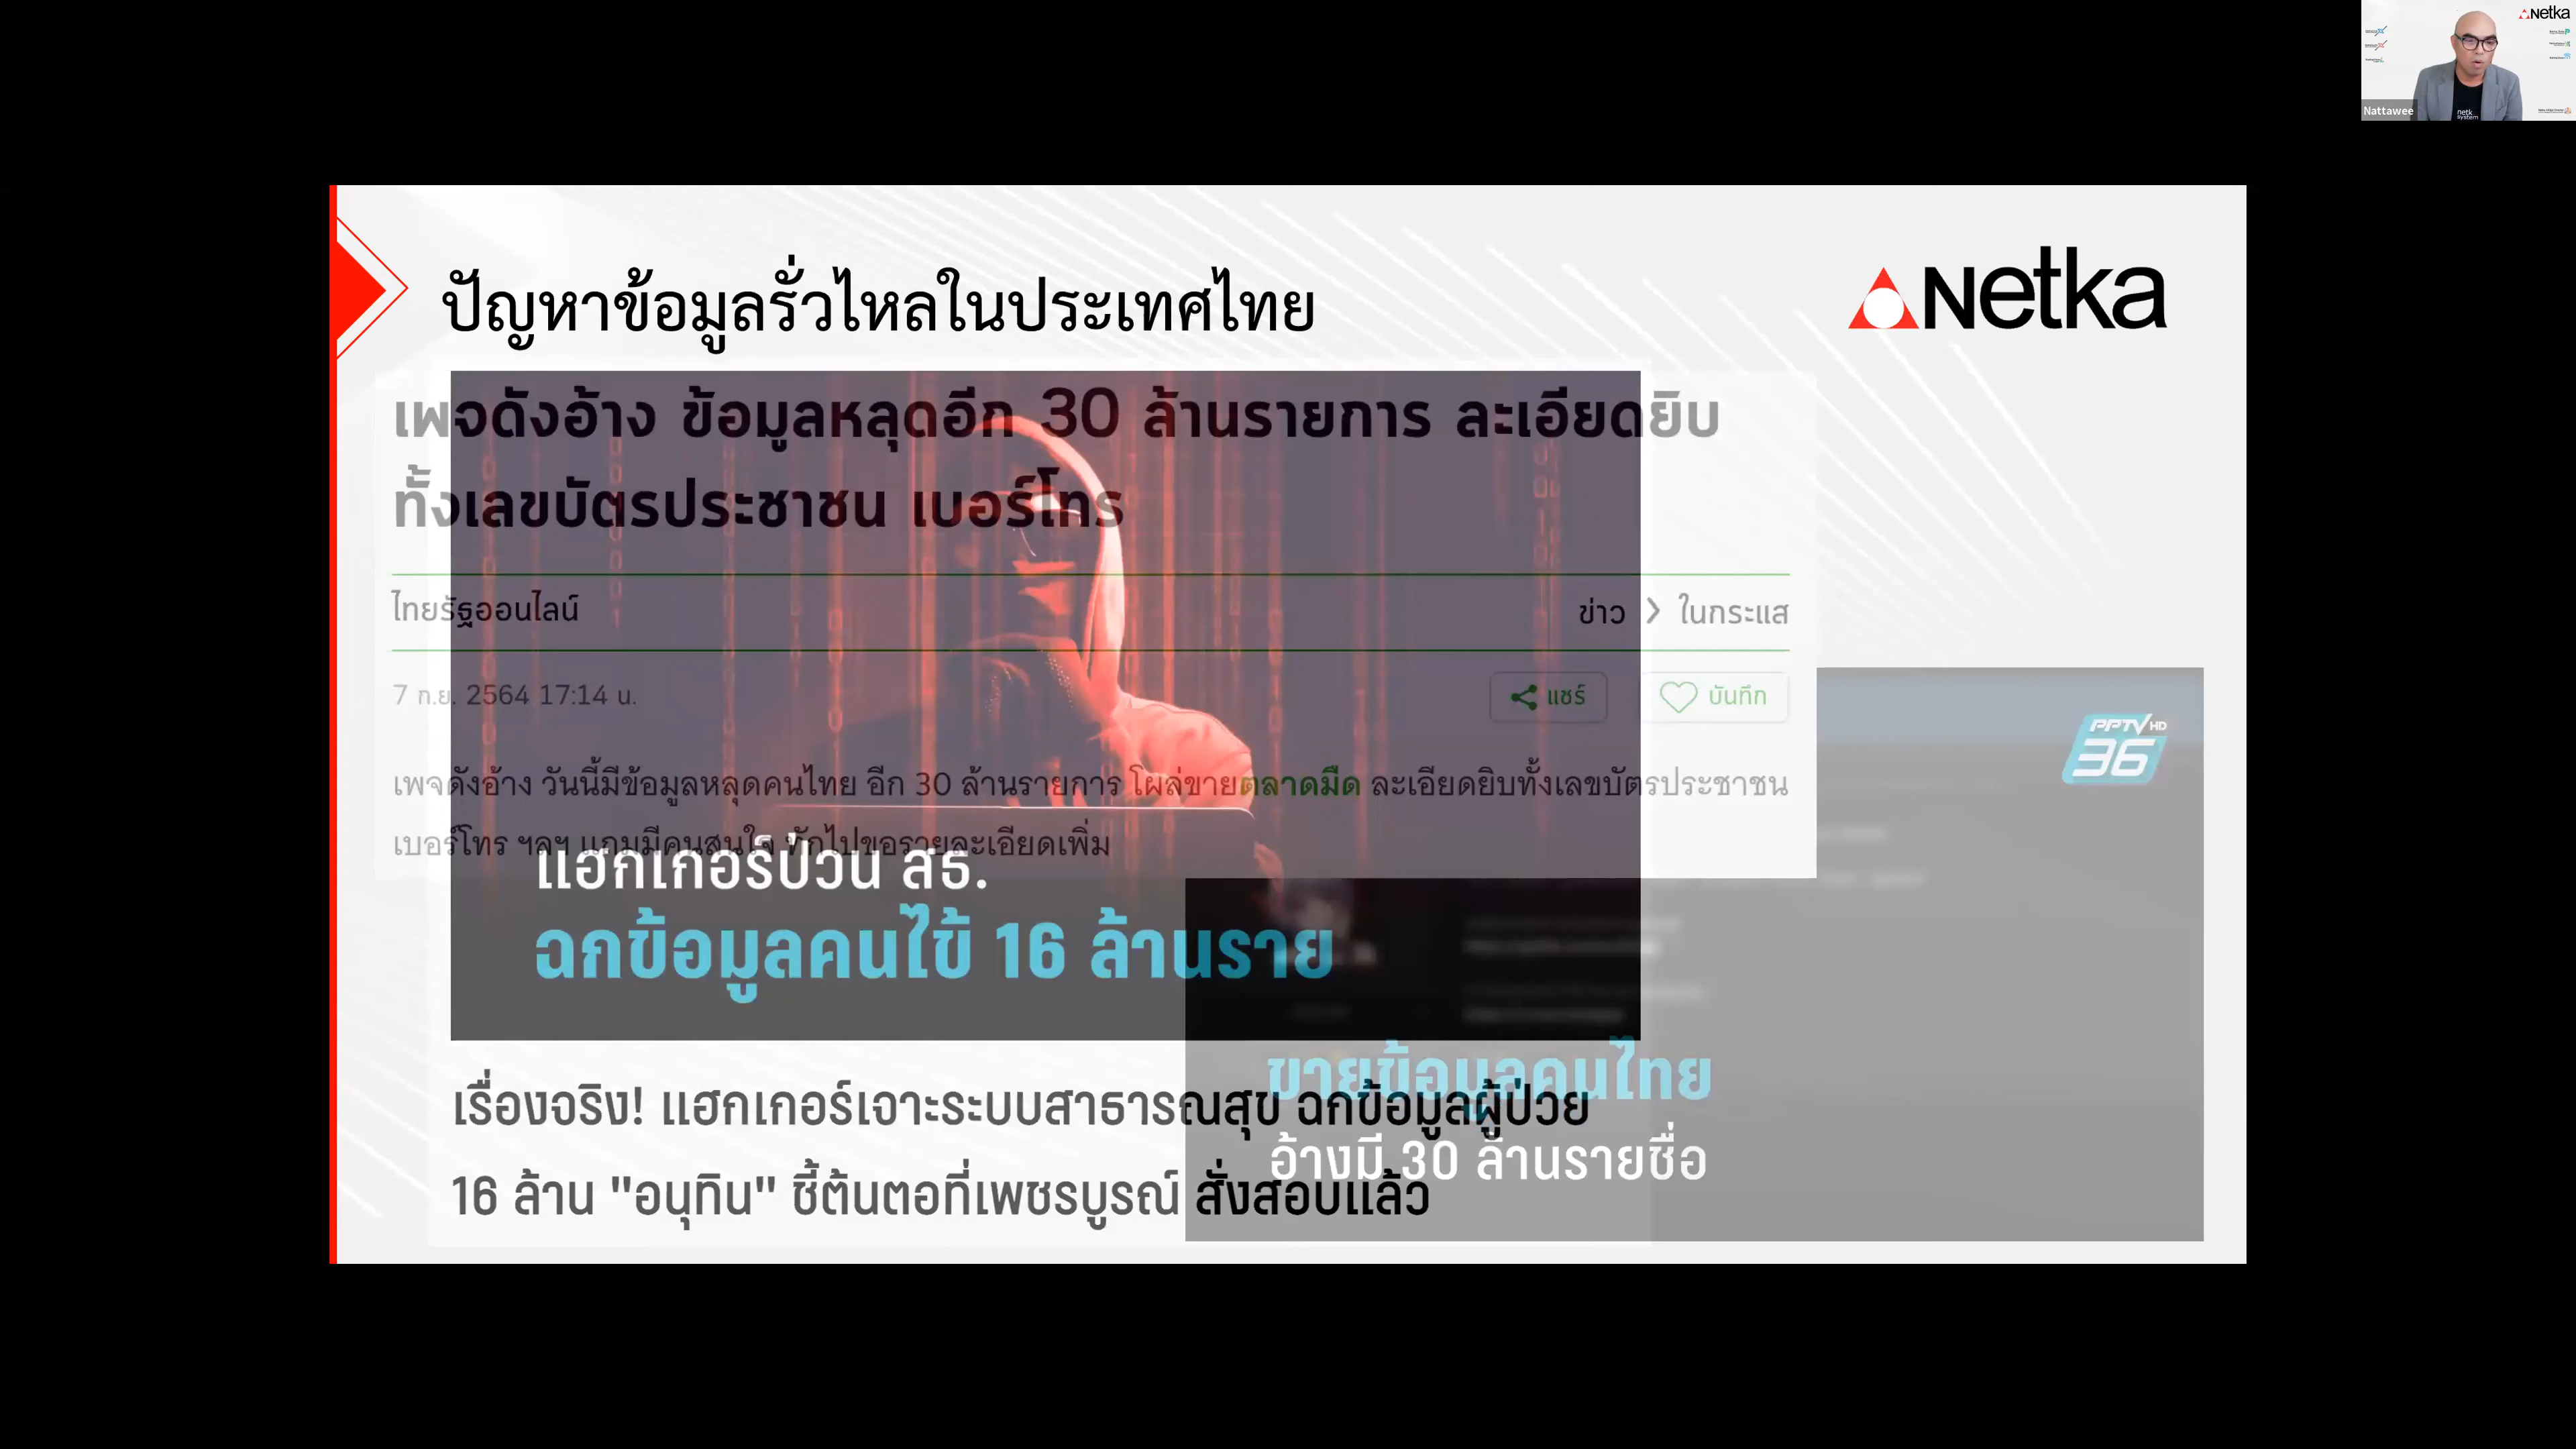 Netka
Nattawee
netk
system
ปัญหาข้อมูลรั่วไหลในประเทศไทย
Netka
เพจดังอ้าง ข้อมูลหลุดอีก 30 ล้านรายการ ละเอียดยิบ
ทั้งเลขบัตรประชาชน เบอร์โทร
ไทยรัฐออนไลน์
ข่าว > ในกระแส
7 ก.ย. 2564 17:14 น.
แชร์
บันทึก
เพจดังอ้าง วันนี้มีข้อมูลหลุดคนไทย อีก 30 ล้านรายการ โผล่ขายตลาดมืด ละเอียดยิบทั้งเลขบัตรประชาชน
เบอร์โทร ฯลฯ แถมมีคนสนใจ ทักไปขอรายละเอียดเพิ่ม
PPTV HD
36
แฮกเกอร์ป่วน สธ.
ฉกข้อมูลคนไข้ 16 ล้านราย
ขายข้อมูลคนไทย
อ้างมี 30 ล้านรายชื่อ
เรื่องจริง! แฮกเกอร์เจาะระบบสาธารณสุข ฉกข้อมูลผู้ป่วย
16 ล้าน "อนุทิน" ชี้ต้นตอที่เพชรบูรณ์ สั่งสอบแล้ว